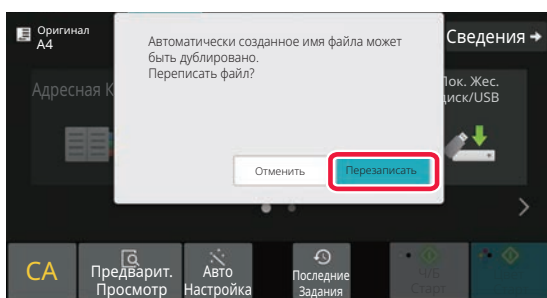 Оригинал
A4
Автоматически созданное имя файла может
быть дублировано.
Переписать файл?
Сведения
Адресная К
Лок. Жес.
диск/USB
Отменить
Перезаписать
CA
Предварит.
Просмотр
Авто
Настройка
Последние
Задания
Ч/Б
Старт